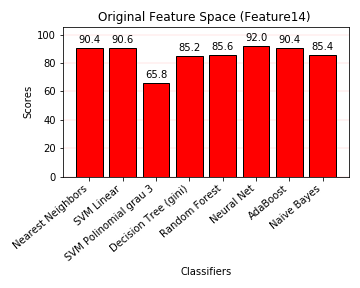 Original Feature Space (Feature14)
Scores
100
80
60
40
20
0
90.4
90.6
65.8
85.2
85.6
92.0
90.4
85.4
Nearest Neighbors
SVM Linear
SVM Polinomial grau 3
Decision Tree (gini)
Random Forest
Neural Net
AdaBoost
Naive Bayes
Classifiers